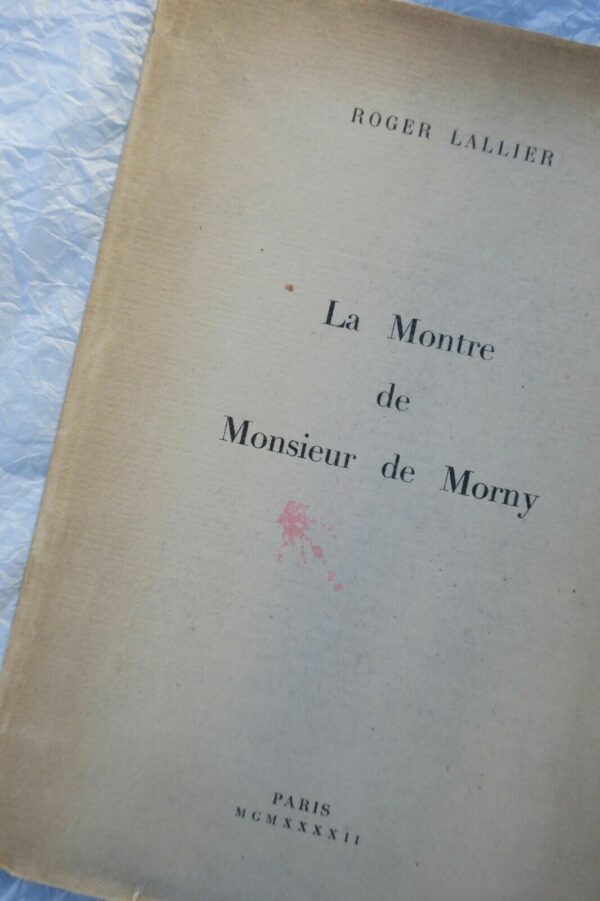 ROGER LALLIER
La Montre
de
Monsieur de Morny
PARIS
MCMXXXXII